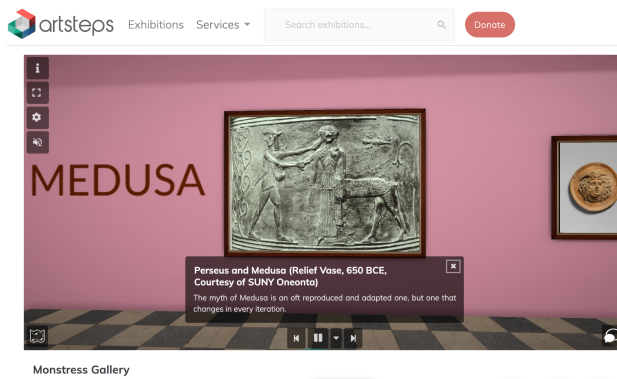 artsteps Exhibitions Services Search exhibitions... Donate
MEDUSA
Perseus and Medusa (Relief Vase, 650 BCE,
Courtesy of SUNY Oneonta)
The myth of Medusa is an oft reproduced and adapted one, but one that
changes in every iteration.
Monstress Gallery